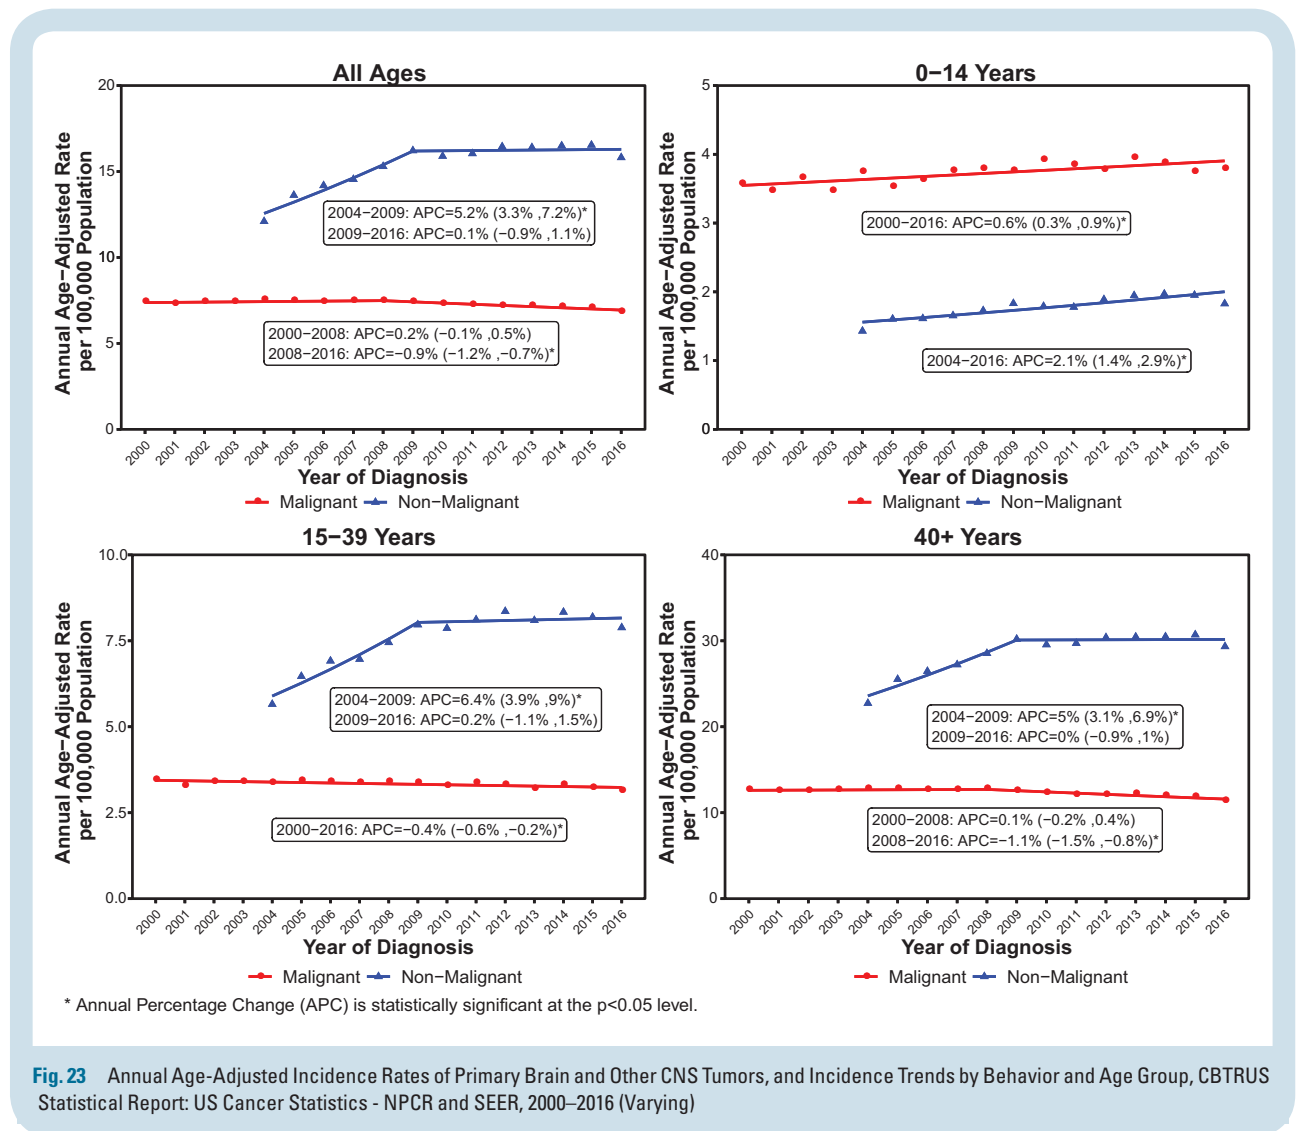 All Ages
Annual Age−Adjusted Rate
per 100,000 Population
20
15
10
5
0
2004−2009: APC=5.2% (3.3% ,7.2%)*
2009−2016: APC=0.1% (−0.9% ,1.1%)
2000−2008: APC=0.2% (−0.1% ,0.5%)
2008−2016: APC=−0.9% (−1.2% ,−0.7%)*
2000 2001 2002 2003 2004 2005 2006 2007 2008 2009 2010 2011 2012 2013 2014 2015 2016
Year of Diagnosis
Malignant Non−Malignant
0−14 Years
Annual Age−Adjusted Rate
per 100,000 Population
5
4
3
2
1
0
2000−2016: APC=0.6% (0.3% ,0.9%)*
2004−2016: APC=2.1% (1.4% ,2.9%)*
2000 2001 2002 2003 2004 2005 2006 2007 2008 2009 2010 2011 2012 2013 2014 2015 2016
Year of Diagnosis
Malignant Non−Malignant
15−39 Years
Annual Age−Adjusted Rate
per 100,000 Population
10.0
7.5
5.0
2.5
0.0
2004−2009: APC=6.4% (3.9% ,9%)*
2009−2016: APC=0.2% (−1.1% ,1.5%)
2000−2016: APC=−0.4% (−0.6% ,−0.2%)*
2000 2001 2002 2003 2004 2005 2006 2007 2008 2009 2010 2011 2012 2013 2014 2015 2016
Year of Diagnosis
Malignant Non−Malignant
40+ Years
Annual Age−Adjusted Rate
per 100,000 Population
40
30
20
10
0
2004−2009: APC=5% (3.1% ,6.9%)*
2009−2016: APC=0% (−0.9% ,1%)
2000−2008: APC=0.1% (−0.2% ,0.4%)
2008−2016: APC=−1.1% (−1.5% ,−0.8%)*
2000 2001 2002 2003 2004 2005 2006 2007 2008 2009 2010 2011 2012 2013 2014 2015 2016
Year of Diagnosis
Malignant Non−Malignant
* Annual Percentage Change (APC) is statistically significant at the p<0.05 level.
Fig. 23 Annual Age-Adjusted Incidence Rates of Primary Brain and Other CNS Tumors, and Incidence Trends by Behavior and Age Group, CBTRUS
Statistical Report: US Cancer Statistics - NPCR and SEER, 2000–2016 (Varying)